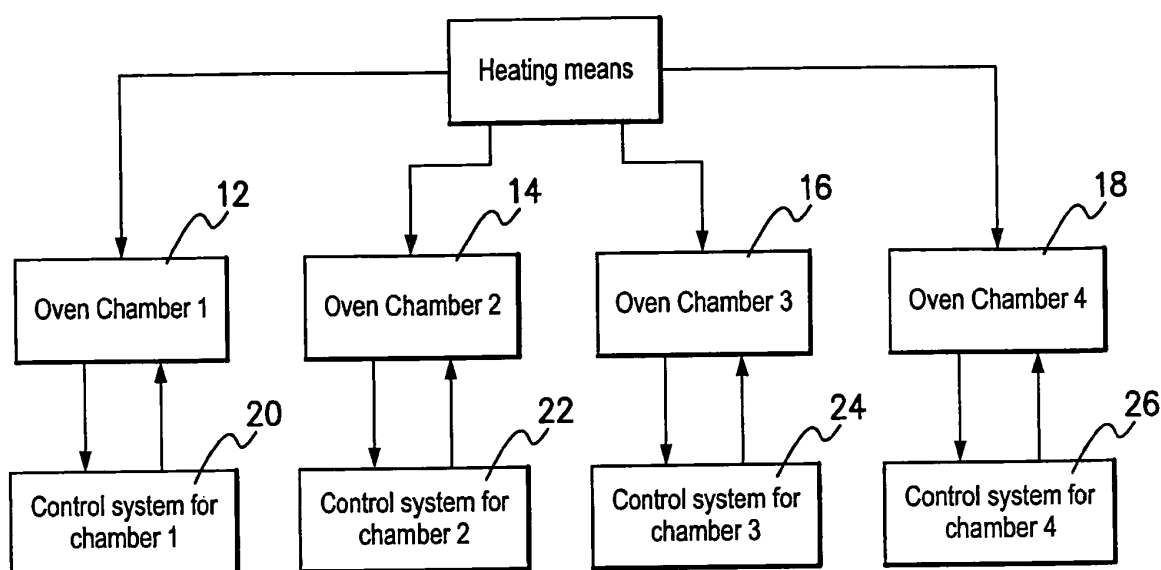 Heating means
12
14
16
18
Oven Chamber 1
Oven Chamber 2
Oven Chamber 3
Oven Chamber 4
20
22
24
26
Control system for
chamber 1
Control system for
chamber 2
Control system for
chamber 3
Control system for
chamber 4